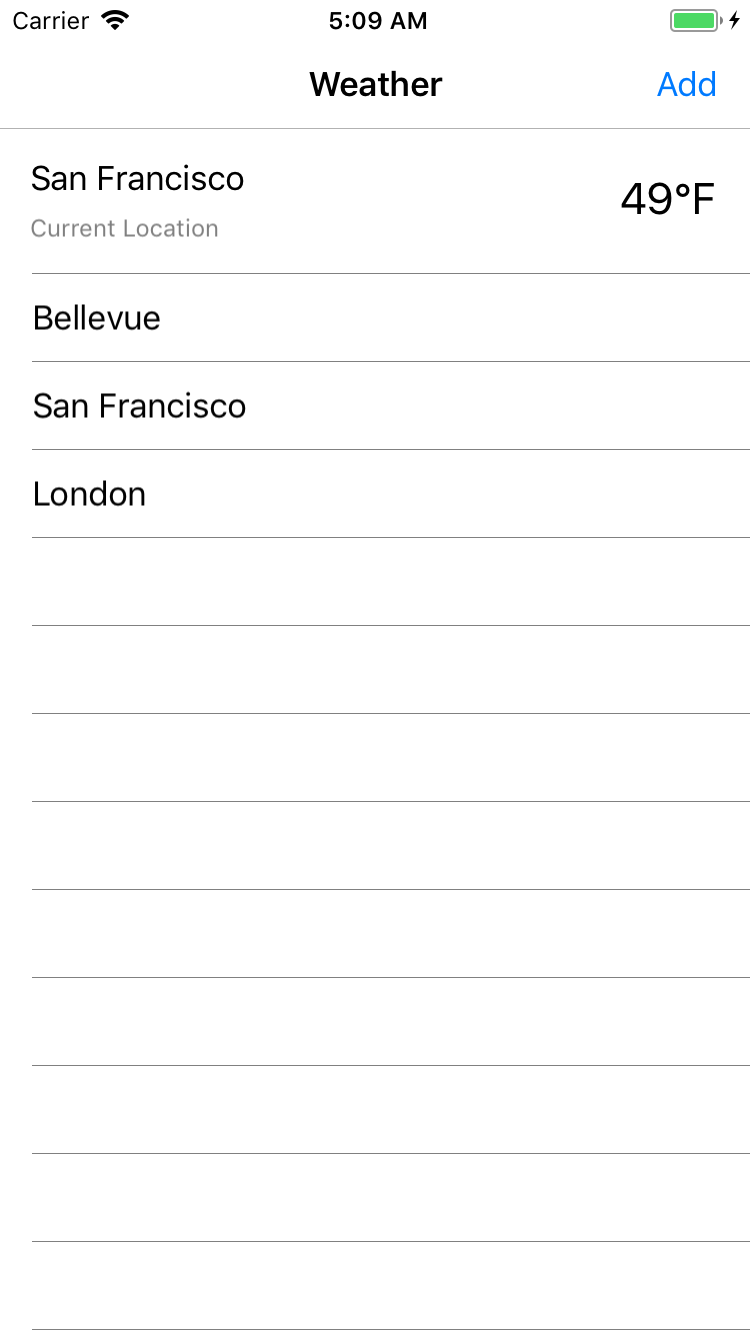 Carrier 5:09 AM
Weather Add
San Francisco
49°F
Current Location
Bellevue
San Francisco
London